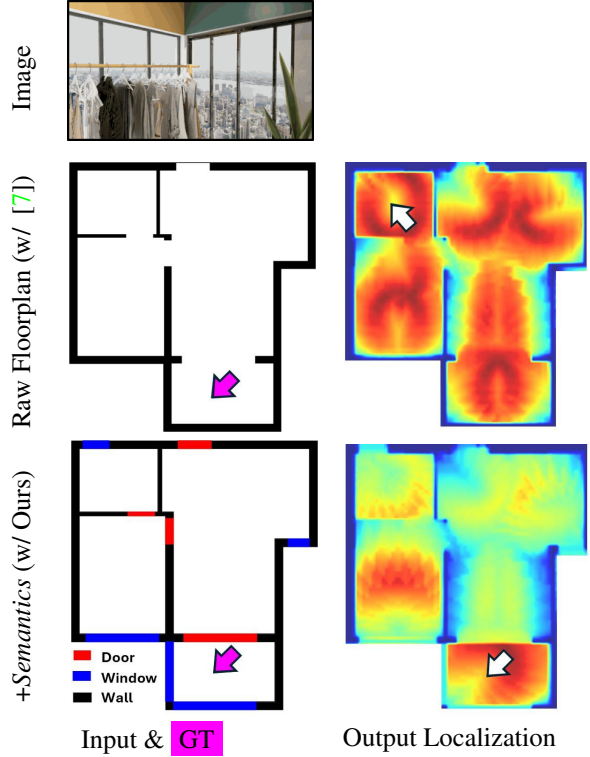 Image
Raw Floorplan (w/ [7])
+Semantics (w/ Ours)
Door
Window
Wall
Input & GT
Output Localization